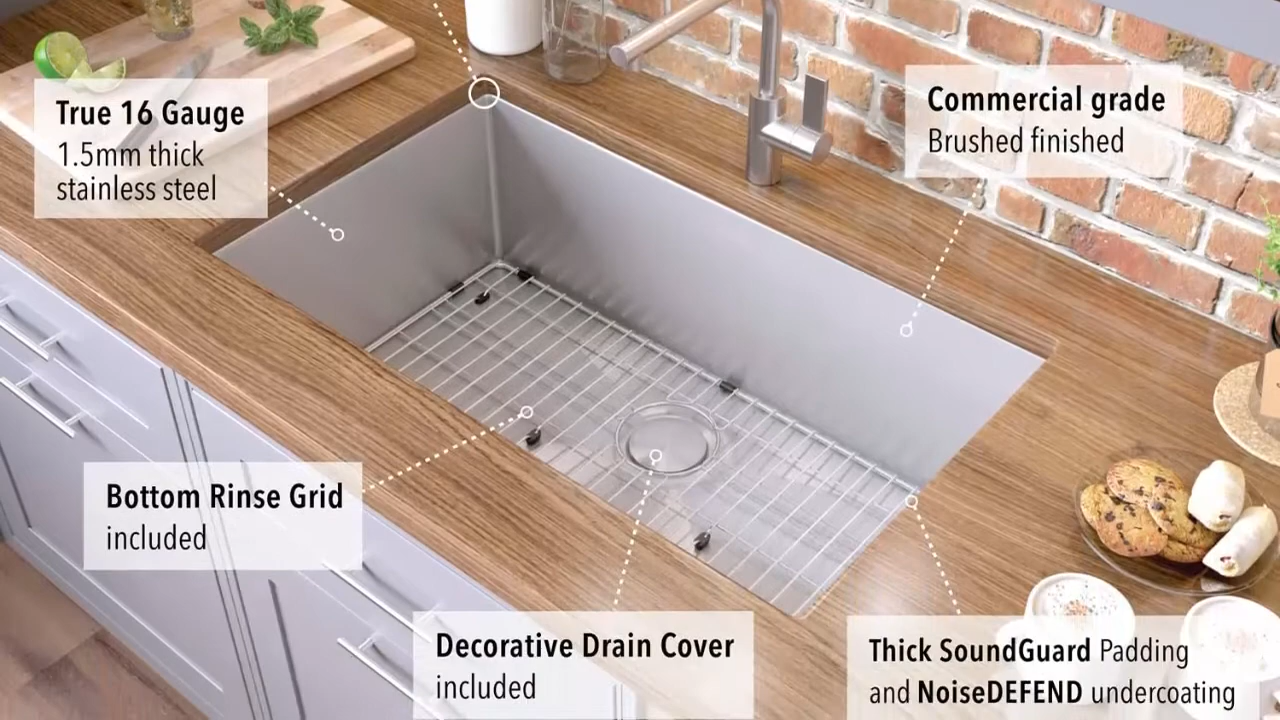 True 16 Gauge
1.5mm thick
stainless steel
Commercial grade
Brushed finished
Bottom Rinse Grid
included
Decorative Drain Cover
included
Thick SoundGuard Padding
and NoiseDEFEND undercoating